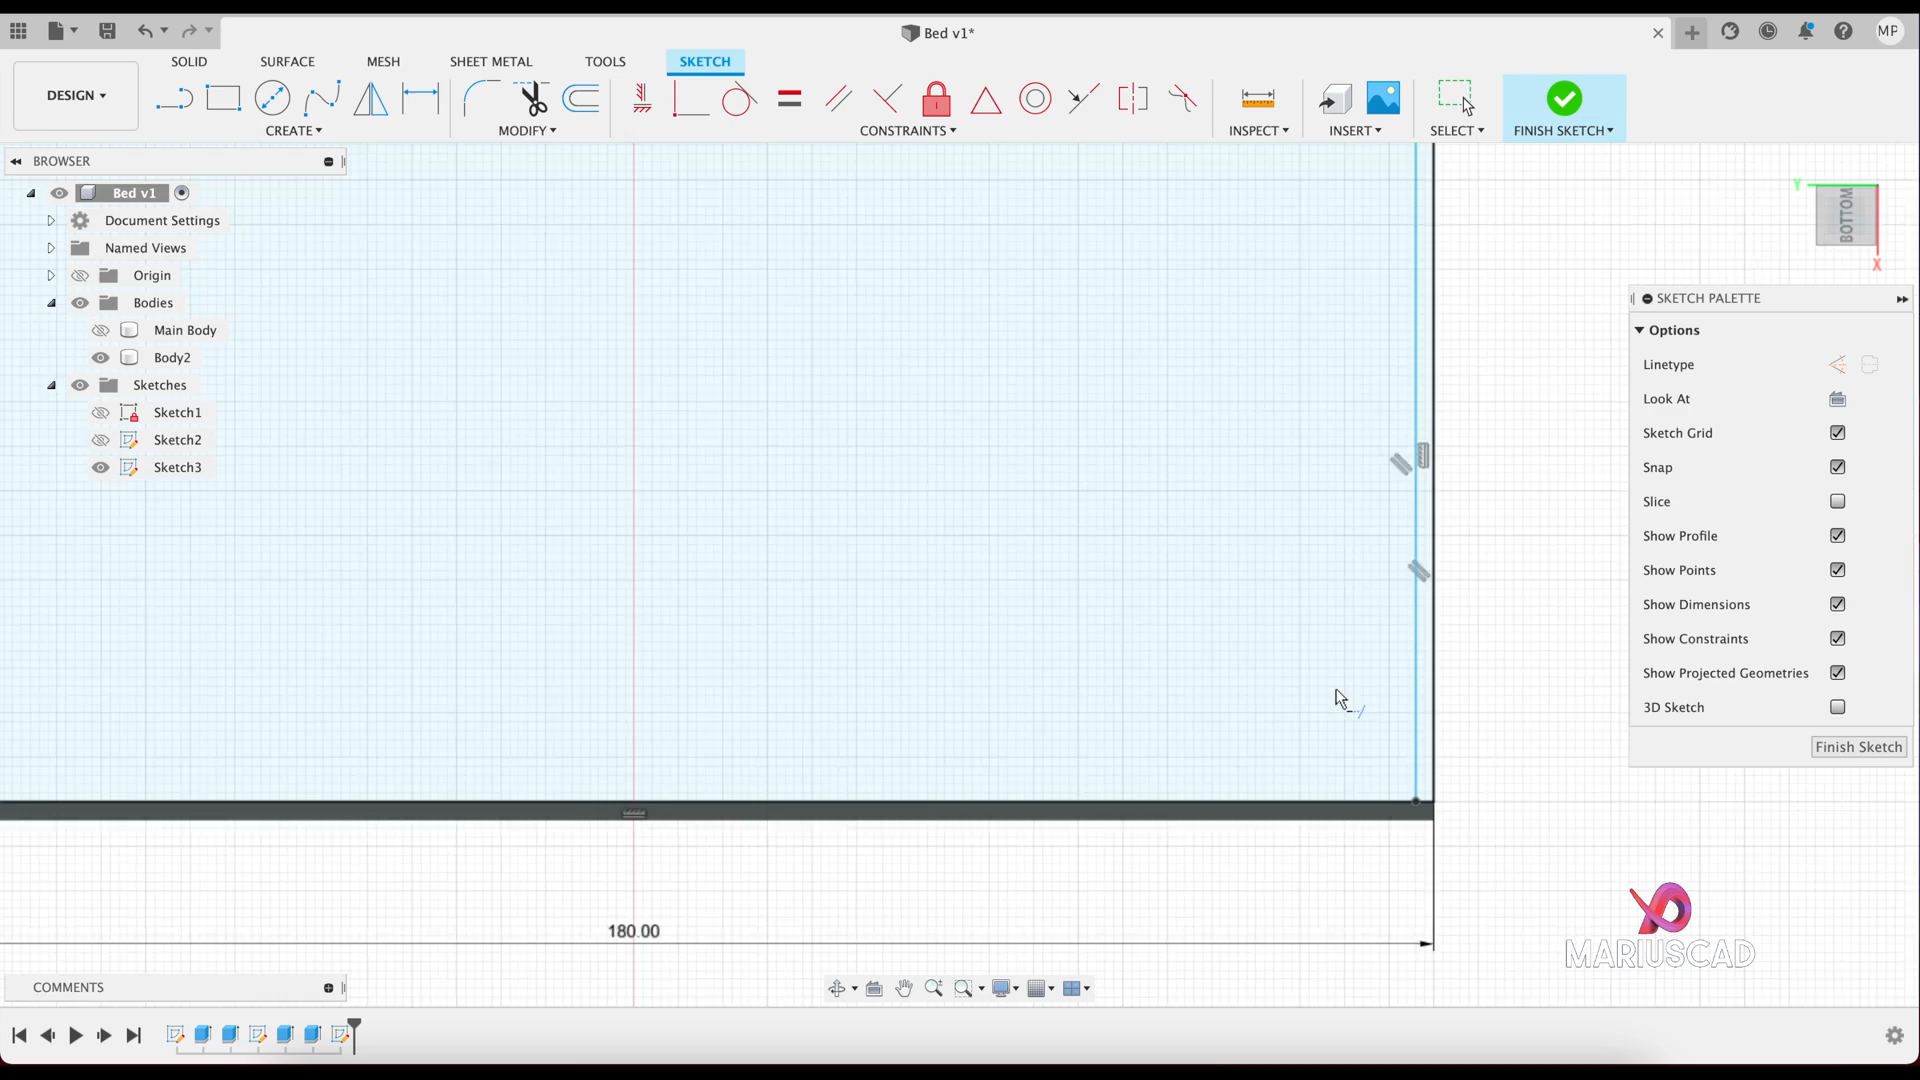 Bed v1*
MP
SOLID
SURFACE
MESH
SHEET METAL
TOOLS
SKETCH
DESIGN
CREATE
MODIFY
CONSTRAINTS
INSPECT
INSERT
SELECT
FINISH SKETCH
BROWSER
Bed v1
Document Settings
Named Views
Origin
Bodies
Main Body
Body2
Sketches
Sketch1
Sketch2
Sketch3
Y
BOTTOM
X
SKETCH PALETTE
Options
Linetype
Look At
Sketch Grid
Snap
Slice
Show Profile
Show Points
Show Dimensions
Show Constraints
Show Projected Geometries
3D Sketch
Finish Sketch
180.00
MARIUSCAD
COMMENTS